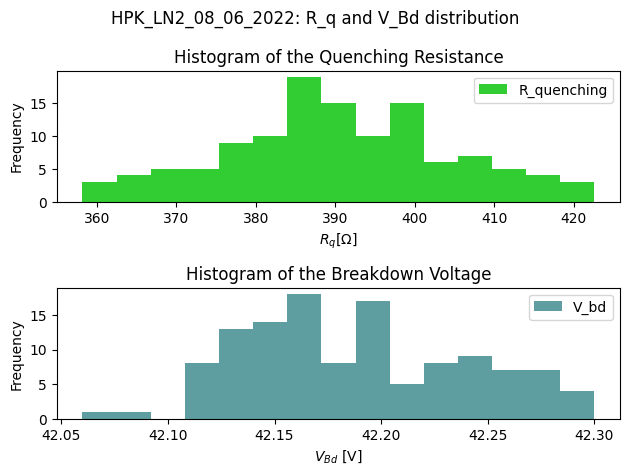 HPK_LN2_08_06_2022: R_q and V_Bd distribution
Histogram of the Quenching Resistance
R_quenching
15
10
5
0
Frequency
360 370 380 390 400 410 420
R_q[Ω]
Histogram of the Breakdown Voltage
V_bd
15
10
5
0
Frequency
42.05 42.10 42.15 42.20 42.25 42.30
V_{Bd} [V]